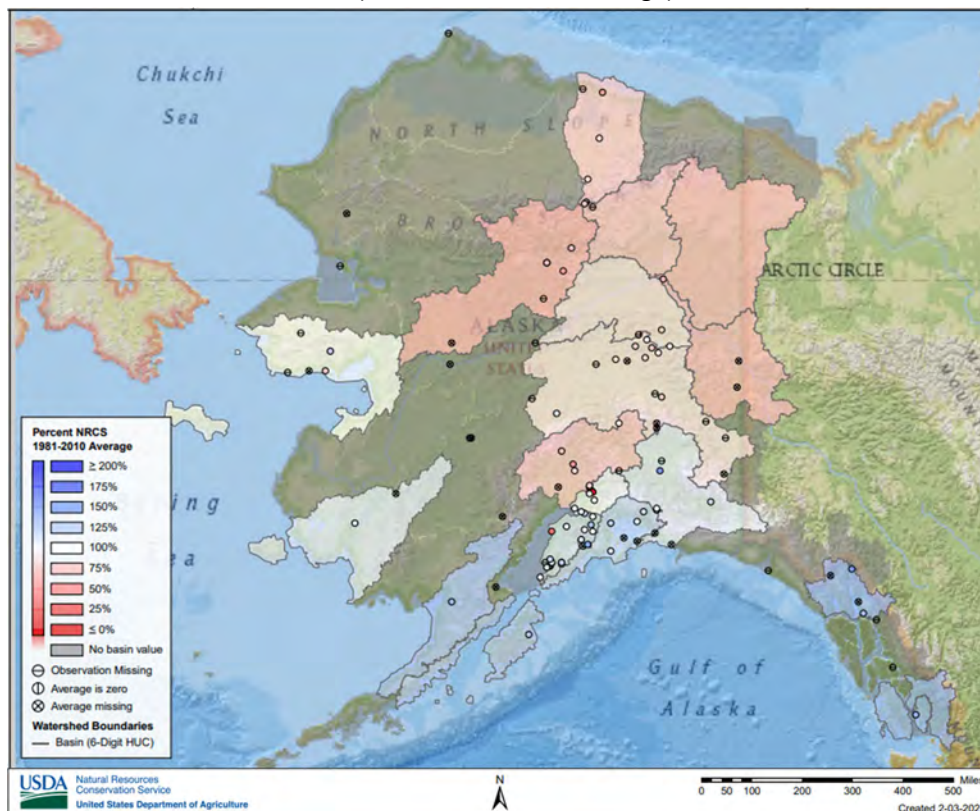 Chukchi
Sea
NORTH SLOPE
ARCTIC CIRCLE
ALASKA
UNITED
Percent NRCS
1981-2010 Average
≥ 200%
175%
150%
125%
100%
75%
50%
25%
≤ 0%
No basin value
Observation Missing
Average is zero
Average missing
Watershed Boundaries
Basin (6-Digit HUC)
ea
Gulf of
Alaska
USDA
Natural Resources
Conservation Service
United States Department of Agriculture
N
Miles
0 50 100 200 300 400 500